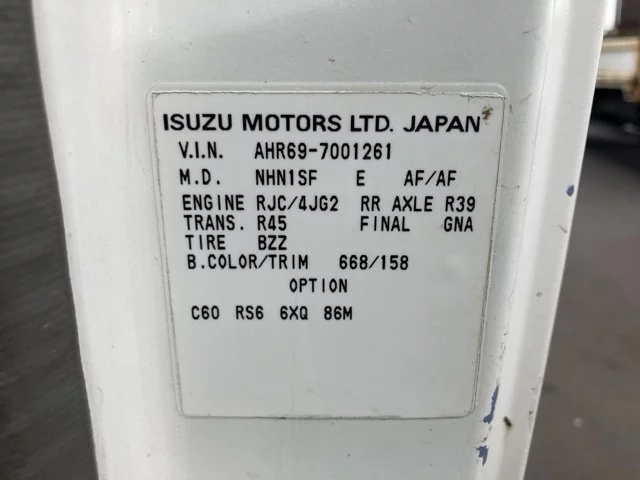 ISUZU MOTORS LTD. JAPAN
V.I.N. AHR69-7001261
M.D. NHN1SF E AF/AF
ENGINE RJC/4JG2 RR AXLE R39
TRANS. R45 FINAL GNA
TIRE BZZ
B.COLOR/TRIM 668/158
OPTION
C60 RS6 6XQ 86M